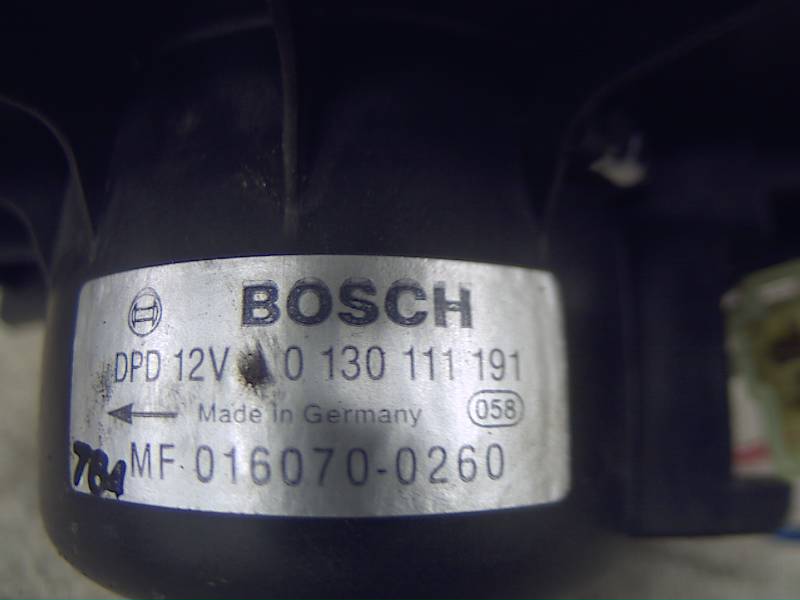 BOSCH
DPD 12V 0 130 111 191
Made in Germany 058
784 MF 016070-0260